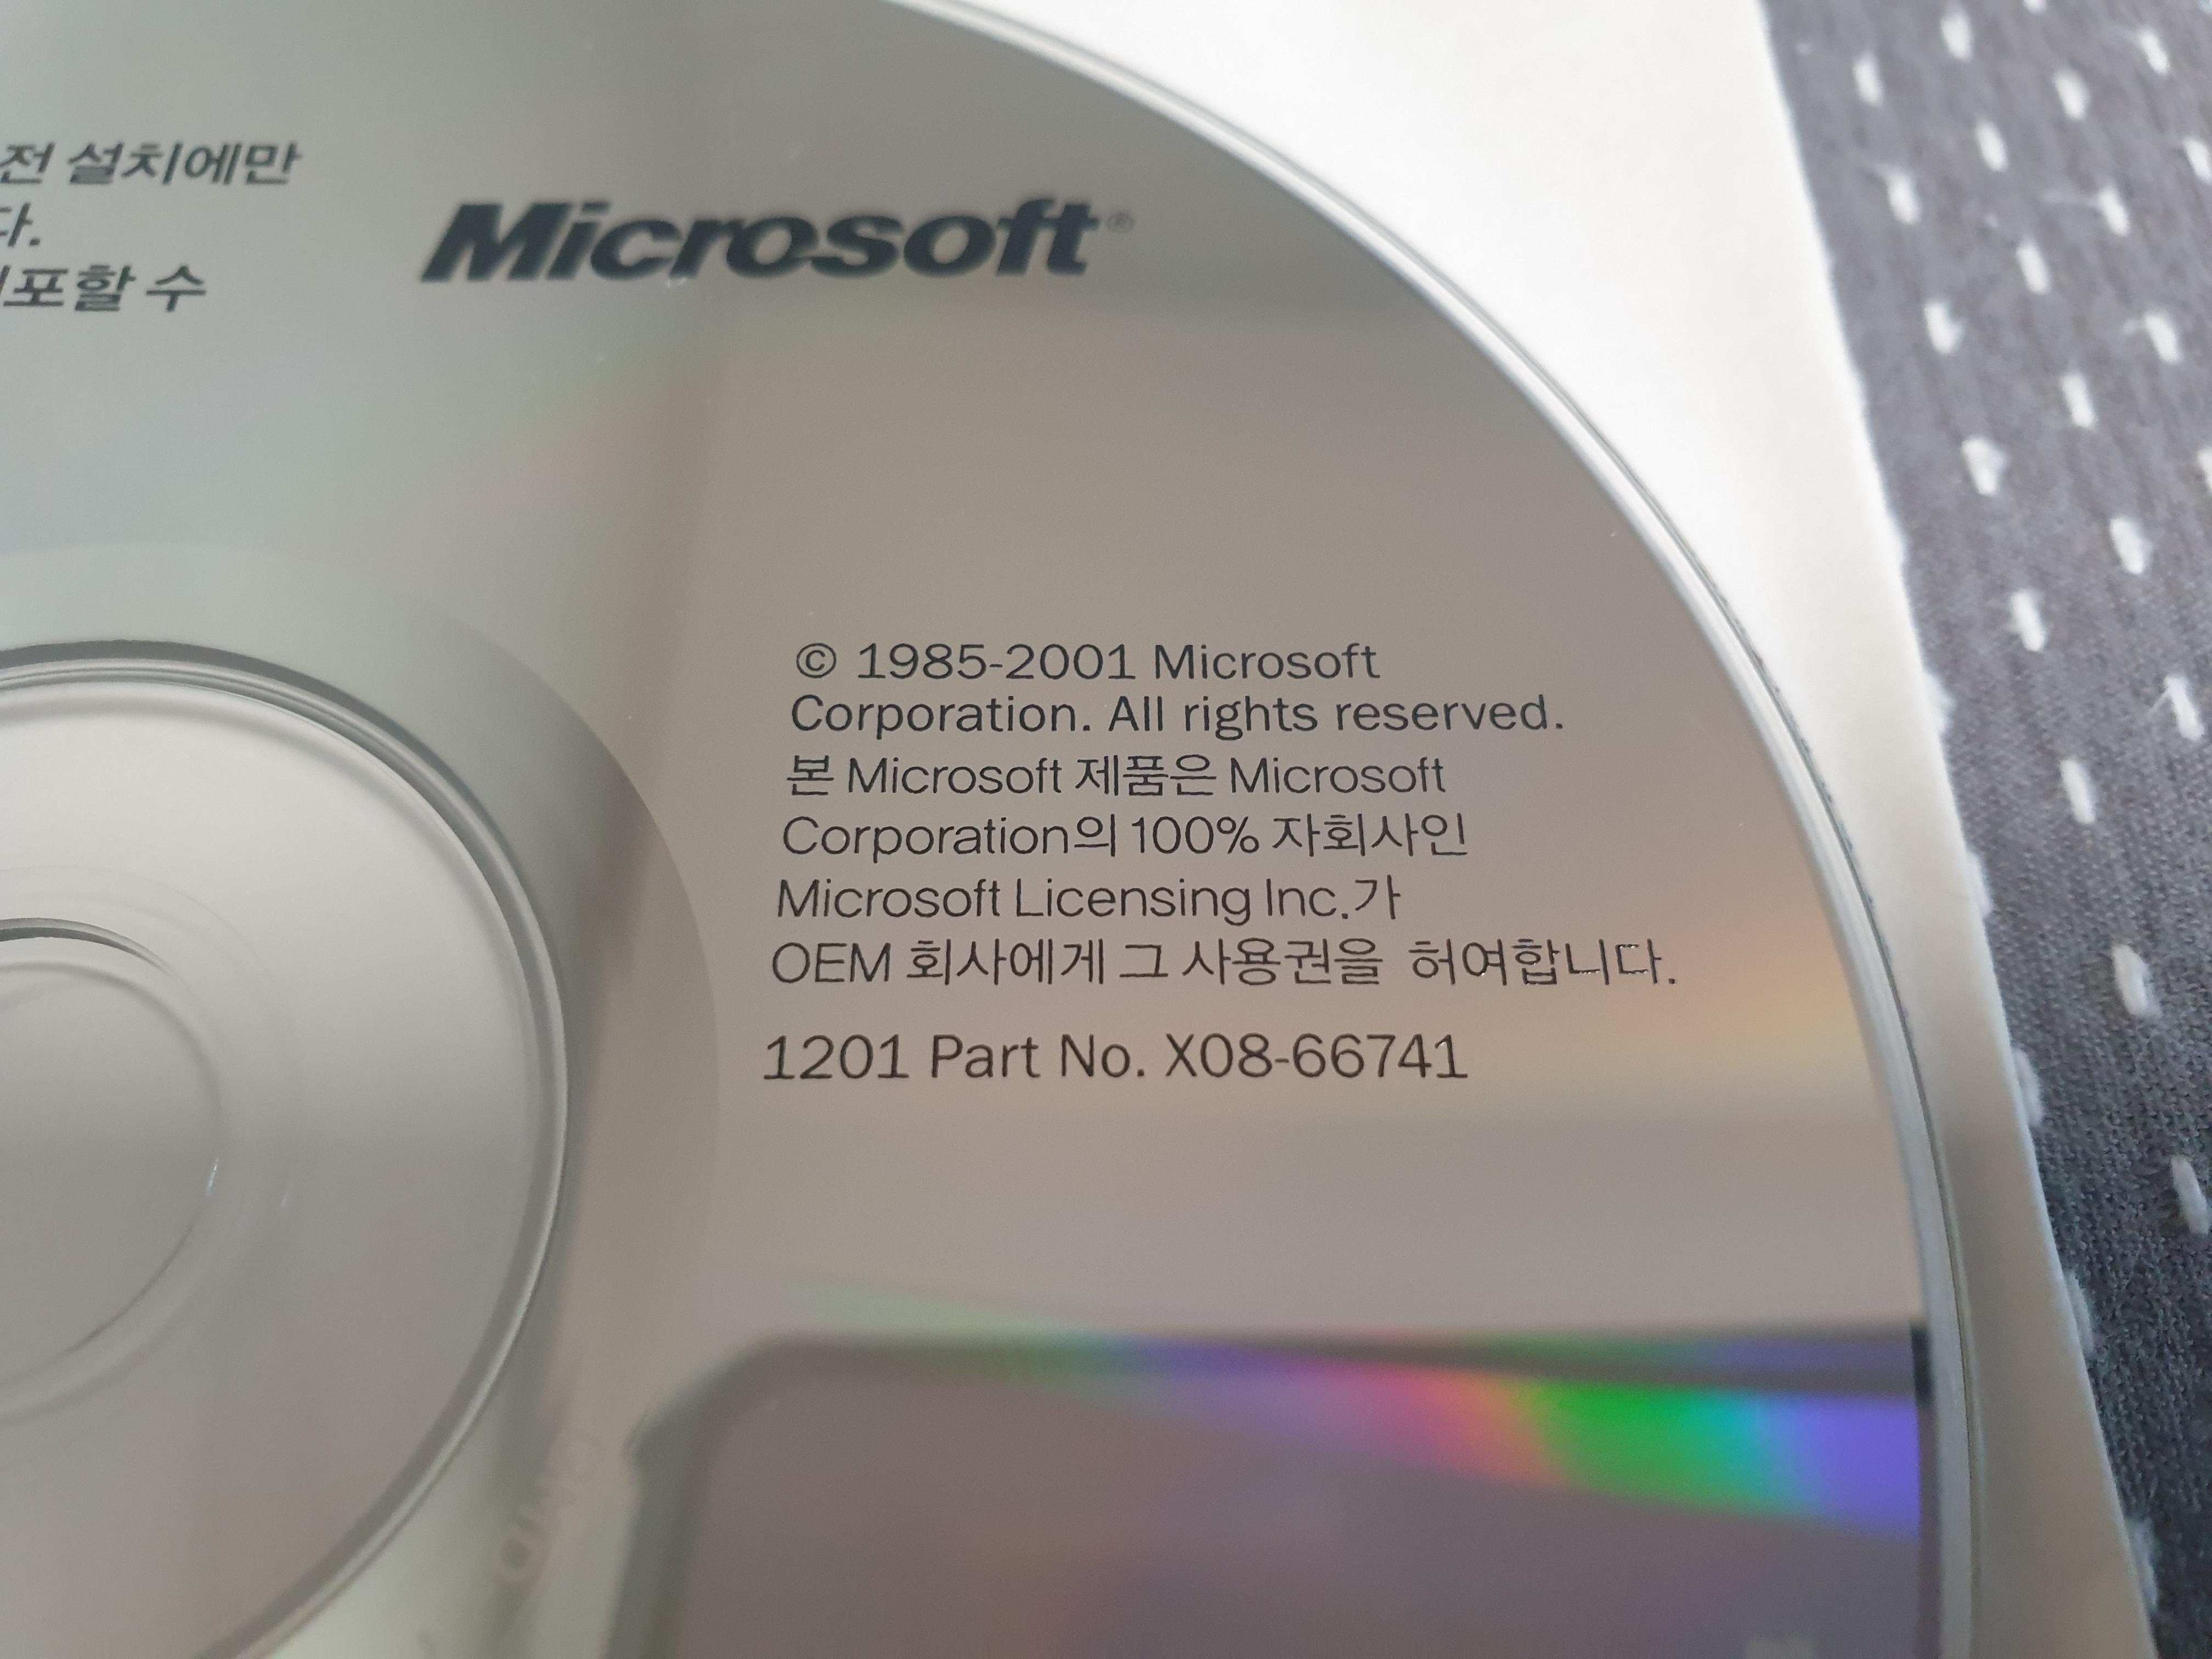 전 설치에만
다.
포할 수
Microsoft®
© 1985-2001 Microsoft
Corporation. All rights reserved.
본 Microsoft 제품은 Microsoft
Corporation의 100% 자회사인
Microsoft Licensing Inc.가
OEM 회사에게 그 사용권을 허여합니다.
1201 Part No. X08-66741